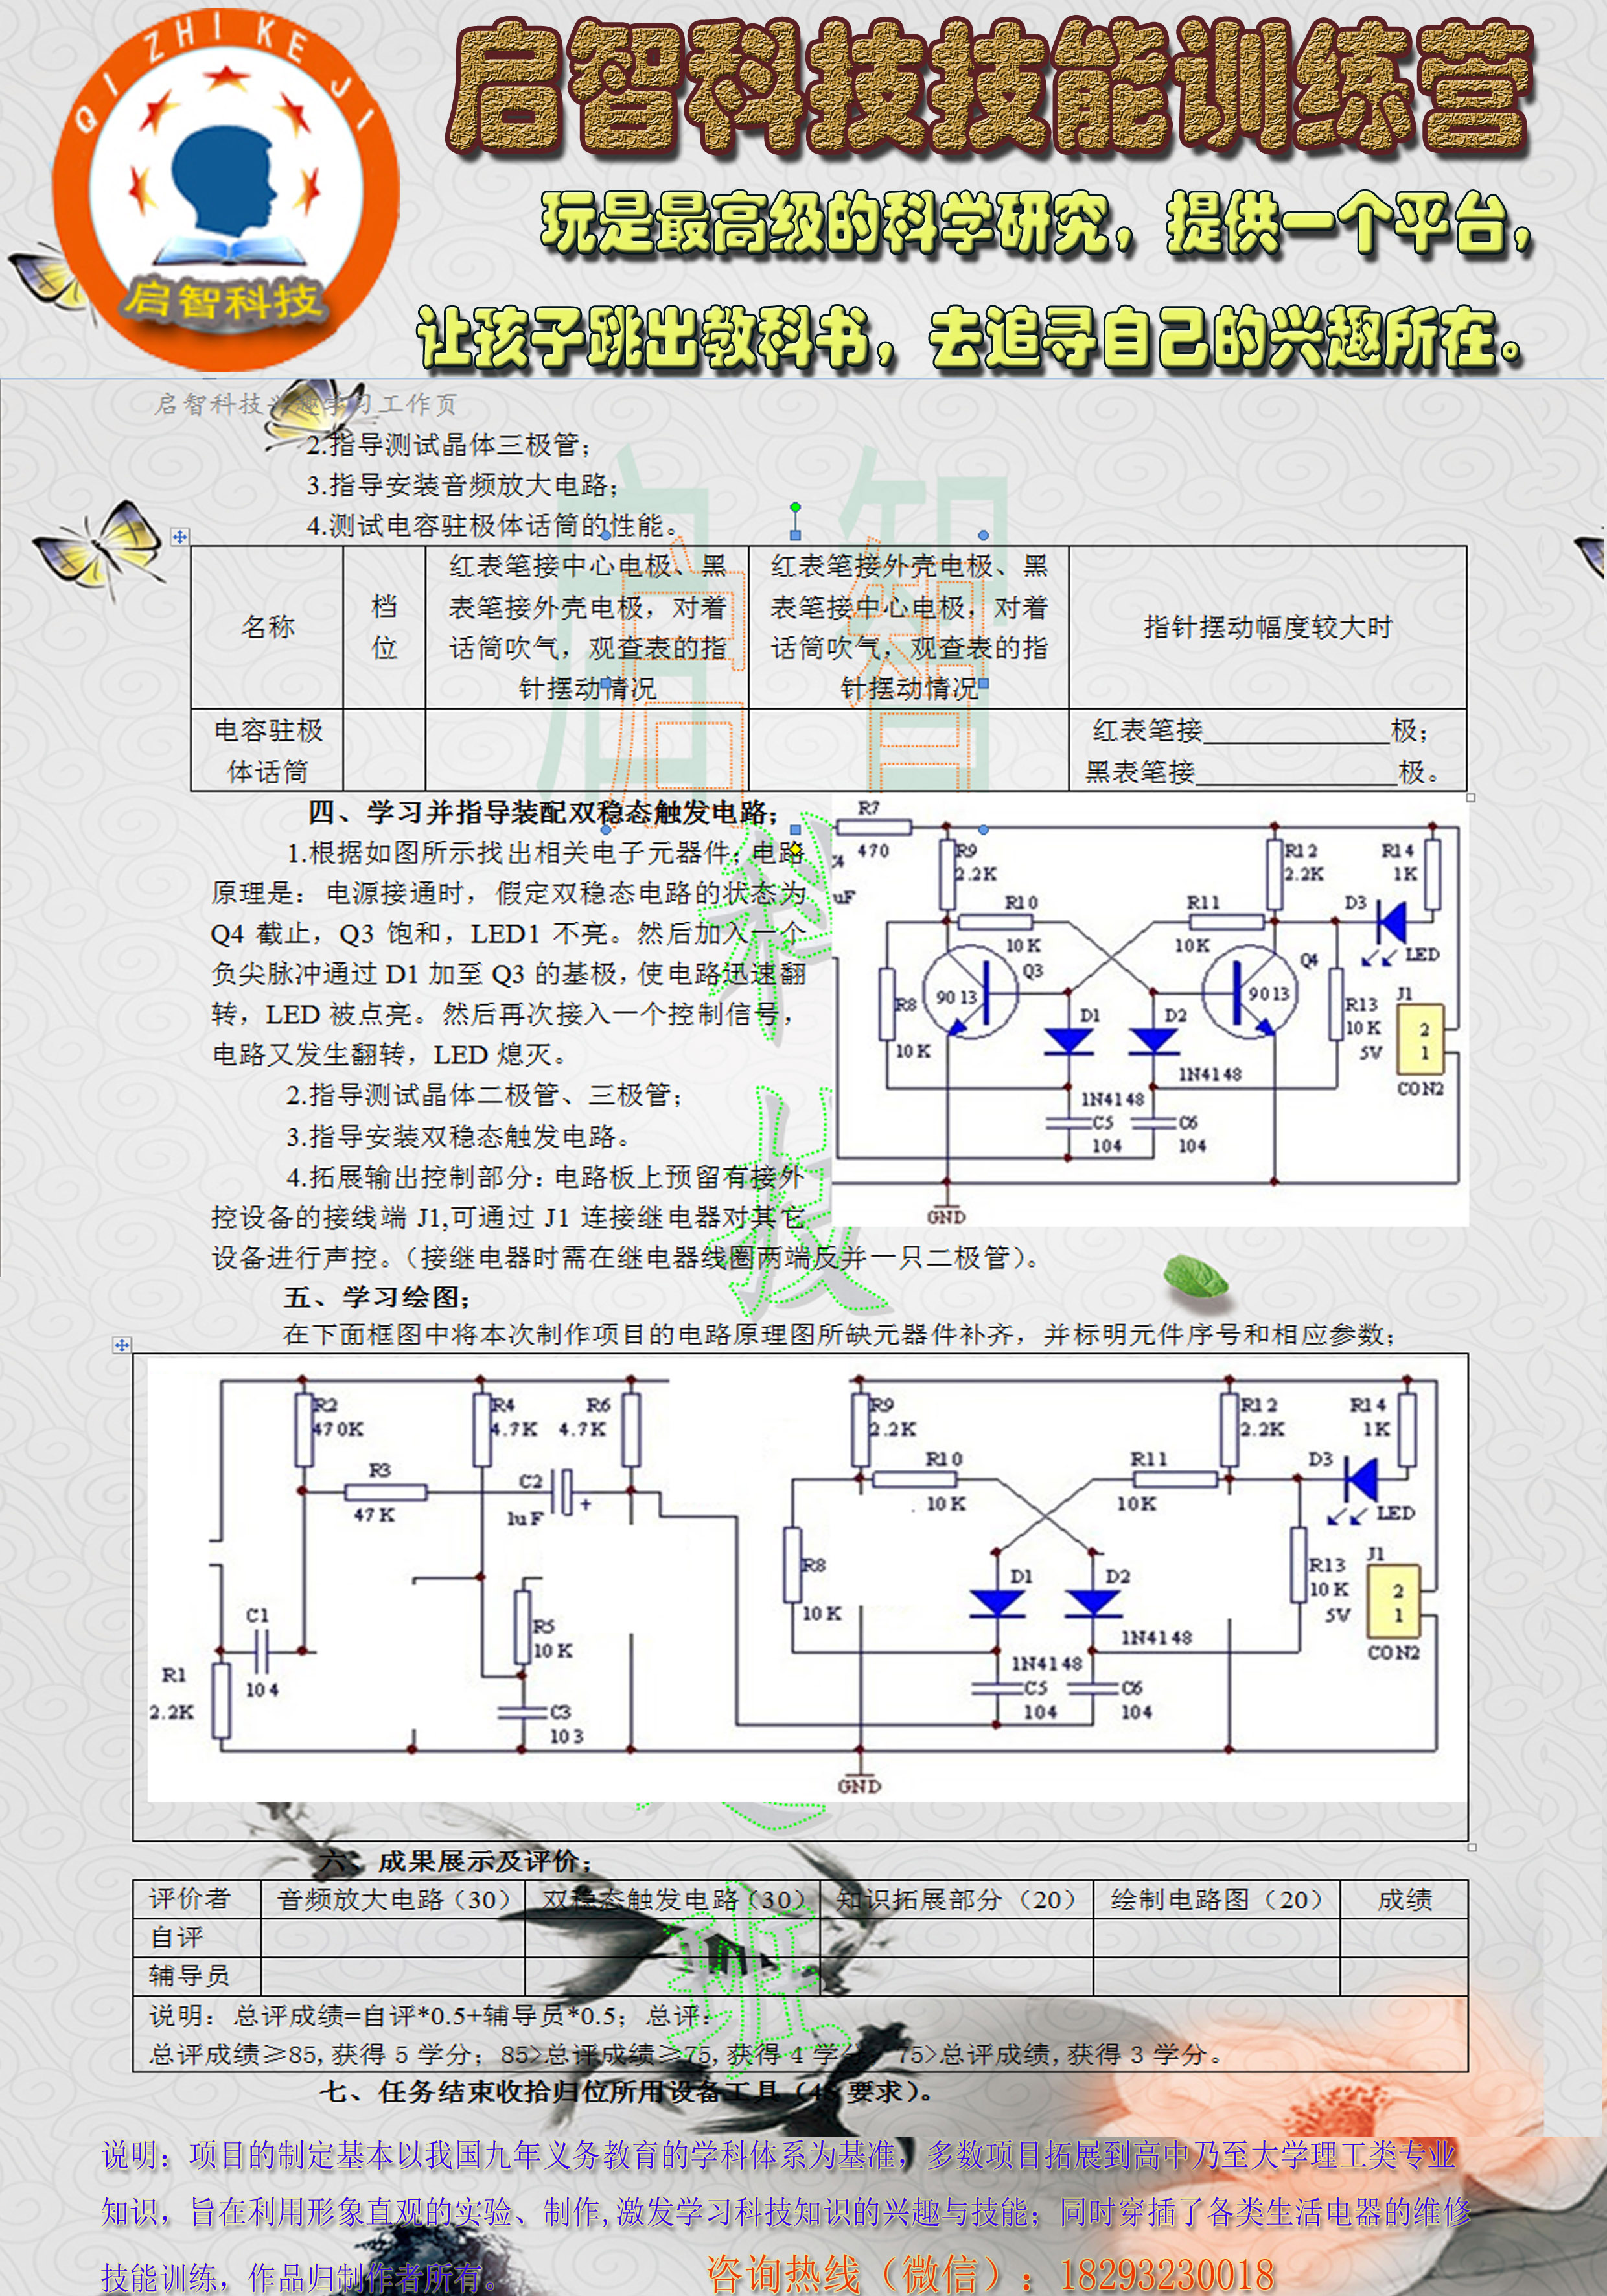 QI ZHI KE JI
启智科技
启智科技技能训练营
玩是最高级的科学研究，提供一个平台，
让孩子跳出教科书，去追寻自己的兴趣所在。
启智科技兴趣学习工作页
2.指导测试晶体三极管；
3.指导安装音频放大电路；
4.测试电容驻极体话筒的性能。
名称
档
位
红表笔接中心电极、黑
表笔接外壳电极，对着
话筒吹气，观查表的指
针摆动情况
红表笔接外壳电极、黑
表笔接中心电极，对着
话筒吹气，观查表的指
针摆动情况
指针摆动幅度较大时
电容驻极
体话筒
红表笔接______________极；
黑表笔接______________极。
四、学习并指导装配双稳态触发电路；
1.根据如图所示找出相关电子元器件；电路
原理是：电源接通时，假定双稳态电路的状态为
Q4 截止，Q3 饱和，LED1 不亮。然后加入一个
负尖脉冲通过 D1 加至 Q3 的基极，使电路迅速翻
转，LED 被点亮。然后再次接入一个控制信号，
电路又发生翻转，LED 熄灭。
2.指导测试晶体二极管、三极管；
3.指导安装双稳态触发电路。
4.拓展输出控制部分：电路板上预留有接外
控设备的接线端 J1,可通过 J1 连接继电器对其它
设备进行声控。（接继电器时需在继电器线圈两端反并一只二极管）。
R7
470
uF
R9
2.2K
R10
10K
R11
10K
R12
2.2K
R14
1K
D3
LED
Q3
9013
Q4
9013
R8
10K
D1
D2
1N4148
1N4148
R13
10K
5V
J1
2
1
CON2
C5
104
C6
104
GND
五、学习绘图；
在下面框图中将本次制作项目的电路原理图所缺元器件补齐，并标明元件序号和相应参数；
R2
470K
R4
4.7K
R6
4.7K
R3
47K
C2
+
1uF
C1
104
R1
2.2K
R5
10K
C3
103
R9
2.2K
R10
10K
R11
10K
R12
2.2K
R14
1K
D3
LED
R8
10K
D1
D2
1N4148
1N4148
R13
10K
5V
J1
2
1
CON2
C5
104
C6
104
GND
六、成果展示及评价；
评价者 音频放大电路（30） 双稳态触发电路（30） 知识拓展部分（20） 绘制电路图（20） 成绩
自评
辅导员
说明：总评成绩=自评*0.5+辅导员*0.5；总评：
总评成绩≥85,获得 5 学分；85>总评成绩≥75,获得 4 学分 75>总评成绩,获得 3 学分。
七、任务结束收拾归位所用设备工具（4S 要求）。
启智
启智
科
技
班
说明：项目的制定基本以我国九年义务教育的学科体系为基准，多数项目拓展到高中乃至大学理工类专业
知识，旨在利用形象直观的实验、制作,激发学习科技知识的兴趣与技能；同时穿插了各类生活电器的维修
技能训练，作品归制作者所有。
咨询热线（微信）：18293230018